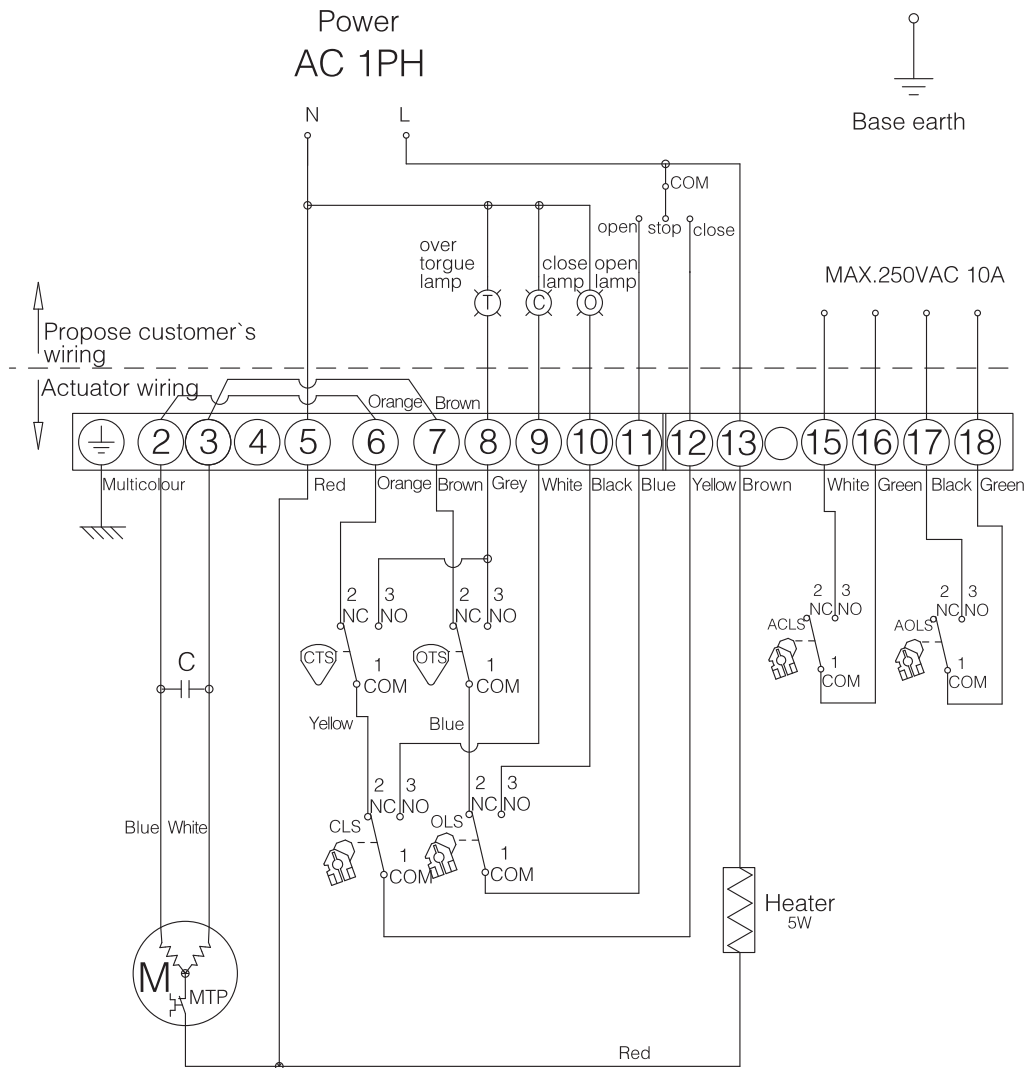 Power
AC 1PH
N
L
Base earth
COM
open
stop
close
over
torgue
lamp
close
lamp
open
lamp
T
C
O
MAX.250VAC 10A
Propose customer`s
wiring
Actuator wiring
Orange
Brown
2
3
4
5
6
7
8
9
10
11
12
13
15
16
17
18
Multicolour
Red
Orange
Brown
Grey
White
Black
Blue
Yellow
Brown
White
Green
Black
Green
2
NC
3
NO
2
NC
3
NO
CTS
1
COM
OTS
1
COM
2
NC
3
NO
ACLS
1
COM
2
NC
3
NO
AOLS
1
COM
C
Yellow
Blue
2
NC
3
NO
2
NC
3
NO
Blue
White
CLS
1
COM
OLS
1
COM
Heater
5W
M
MTP
Red